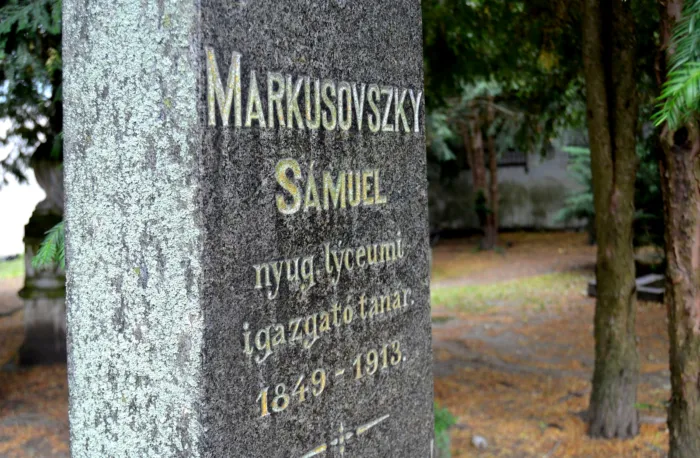 MARKUSOVSZKY
SÁMUEL
nyug. lyceumi
igazgató tanár.
1849 - 1913.